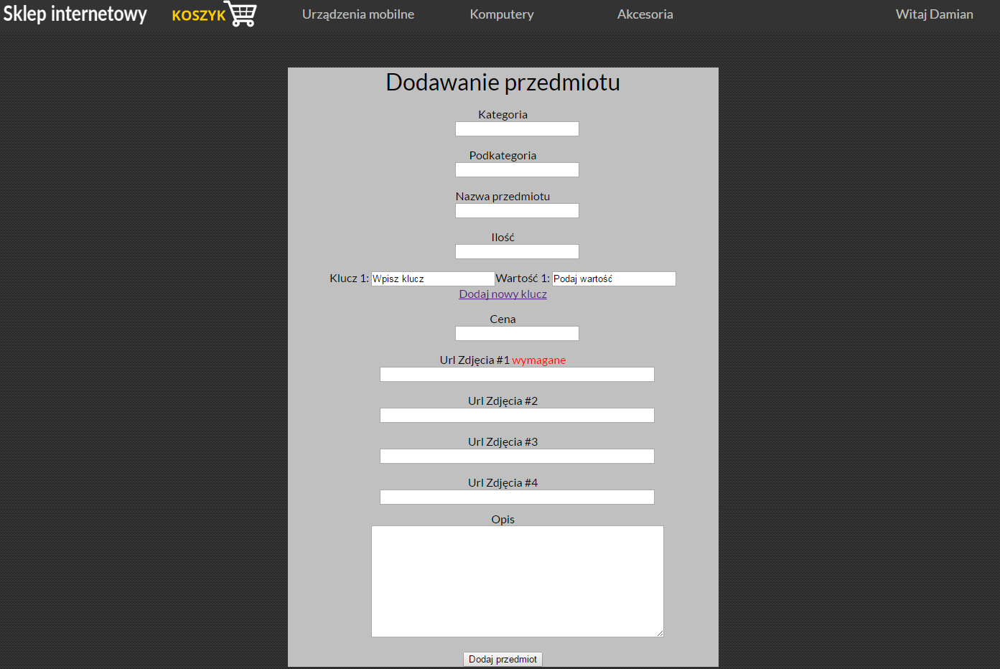 Sklep internetowy KOSZYK Urządzenia mobilne Komputery Akcesoria Witaj Damian
Dodawanie przedmiotu
Kategoria
Podkategoria
Nazwa przedmiotu
Ilość
Klucz 1: Wpisz klucz Wartość 1: Podaj wartość
Dodaj nowy klucz
Cena
Url Zdjęcia #1 wymagane
Url Zdjęcia #2
Url Zdjęcia #3
Url Zdjęcia #4
Opis
Dodaj przedmiot